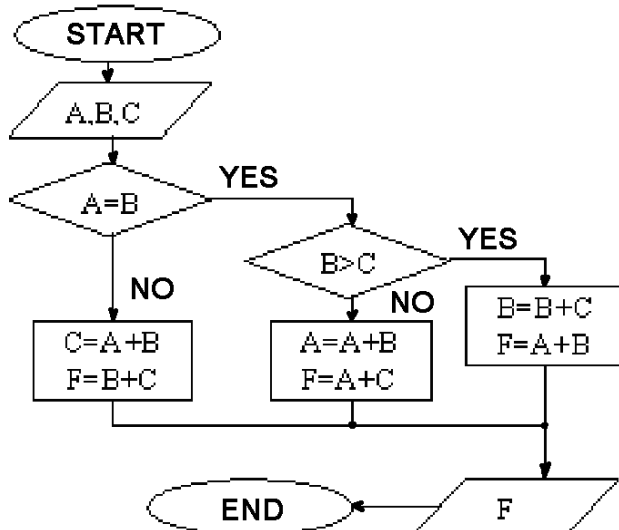 START
A,B,C
A=B
YES
B>C
YES
NO
C=A+B
F=B+C
NO
A=A+B
F=A+C
B=B+C
F=A+B
F
END